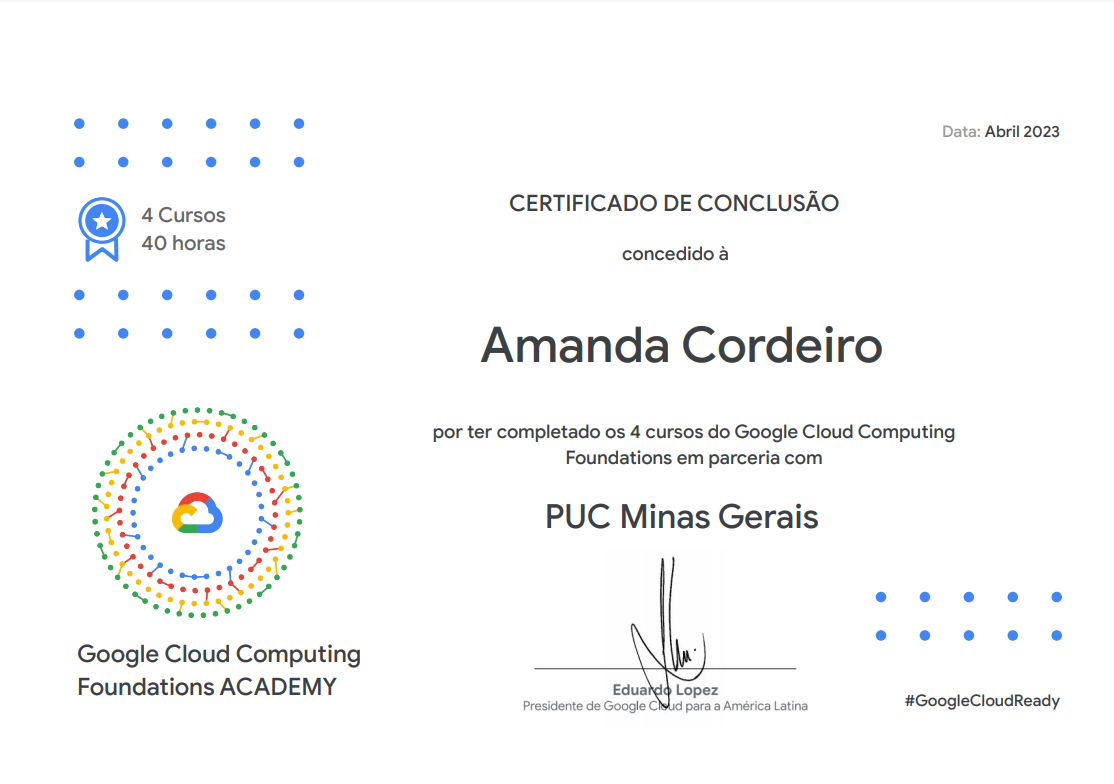 Data: Abril 2023
4 Cursos
40 horas
CERTIFICADO DE CONCLUSÃO
concedido à
Amanda Cordeiro
por ter completado os 4 cursos do Google Cloud Computing
Foundations em parceria com
PUC Minas Gerais
Eduardo Lopez
Presidente de Google Cloud para a América Latina
Google Cloud Computing
Foundations ACADEMY
#GoogleCloudReady